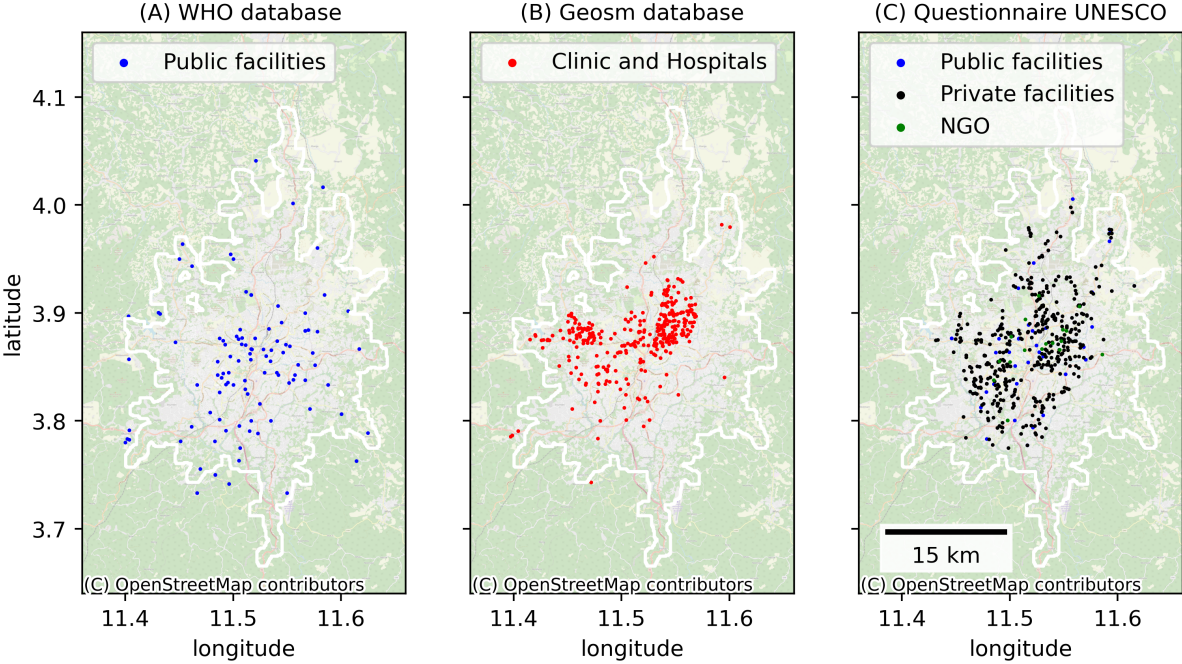 (A) WHO database
(B) Geosm database
(C) Questionnaire UNESCO
Public facilities
Clinic and Hospitals
Public facilities
Private facilities
NGO
latitude
4.1
4.0
3.9
3.8
3.7
15 km
(C) OpenStreetMap contributors
(C) OpenStreetMap contributors
(C) OpenStreetMap contributors
11.4 11.5 11.6
11.4 11.5 11.6
11.4 11.5 11.6
longitude
longitude
longitude